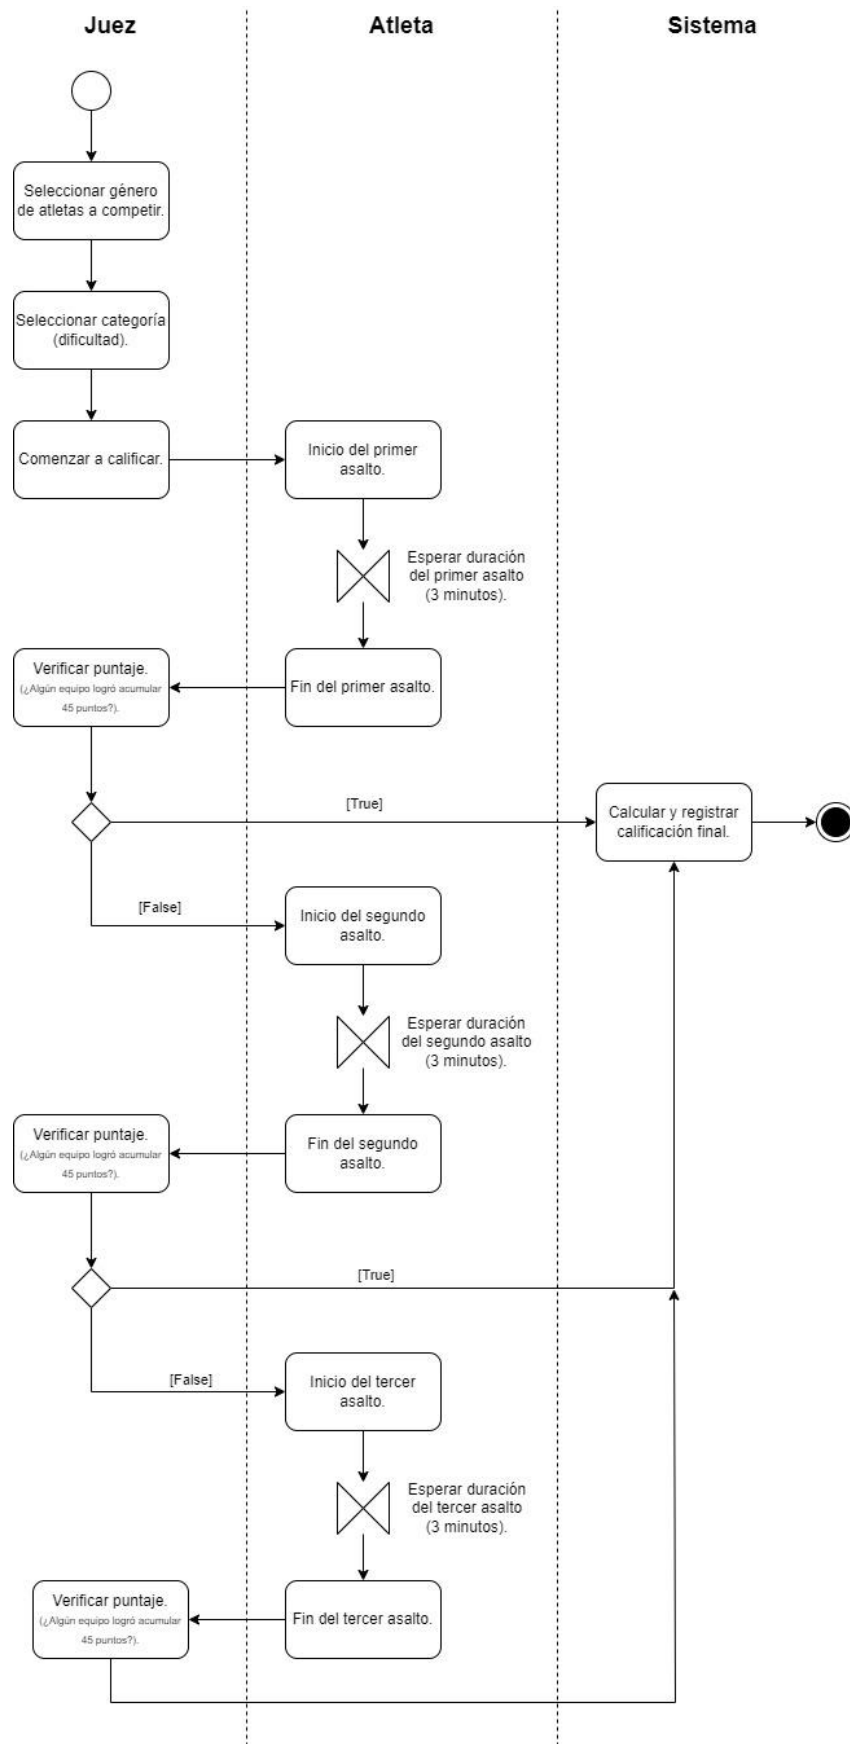 Juez
Atleta
Sistema
Seleccionar género
de atletas a competir.
Seleccionar categoría
(dificultad).
Comenzar a calificar.
Inicio del primer
asalto.
Esperar duración
del primer asalto
(3 minutos).
Verificar puntaje.
(¿Algún equipo logró acumular
45 puntos?).
Fin del primer asalto.
[True]
Calcular y registrar
calificación final.
[False]
Inicio del segundo
asalto.
Esperar duración
del segundo asalto
(3 minutos).
Verificar puntaje.
(¿Algún equipo logró acumular
45 puntos?).
Fin del segundo
asalto.
[True]
[False]
Inicio del tercer
asalto.
Esperar duración
del tercer asalto
(3 minutos).
Verificar puntaje.
(¿Algún equipo logró acumular
45 puntos?).
Fin del tercer asalto.